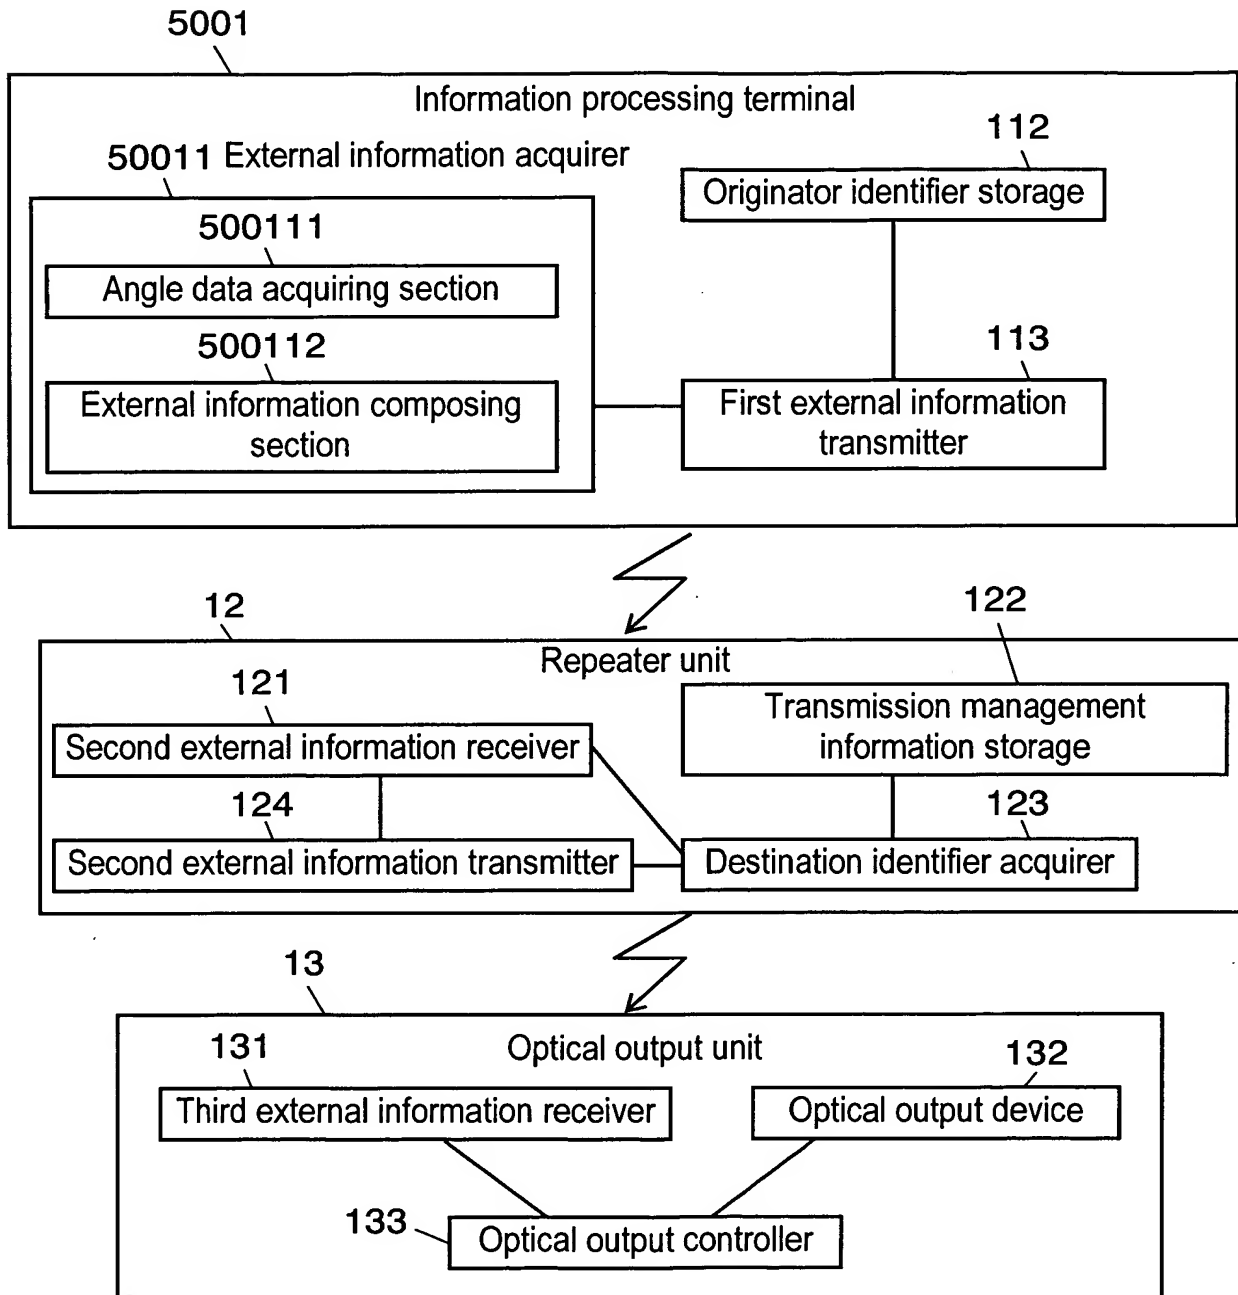 5001
Information processing terminal
50011 External information acquirer
112
Originator identifier storage
500111
Angle data acquiring section
500112
External information composing
section
113
First external information
transmitter
12
122
Repeater unit
121
Transmission management
information storage
Second external information receiver
124
123
Second external information transmitter
Destination identifier acquirer
13
131
Optical output unit
132
Third external information receiver
Optical output device
133
Optical output controller